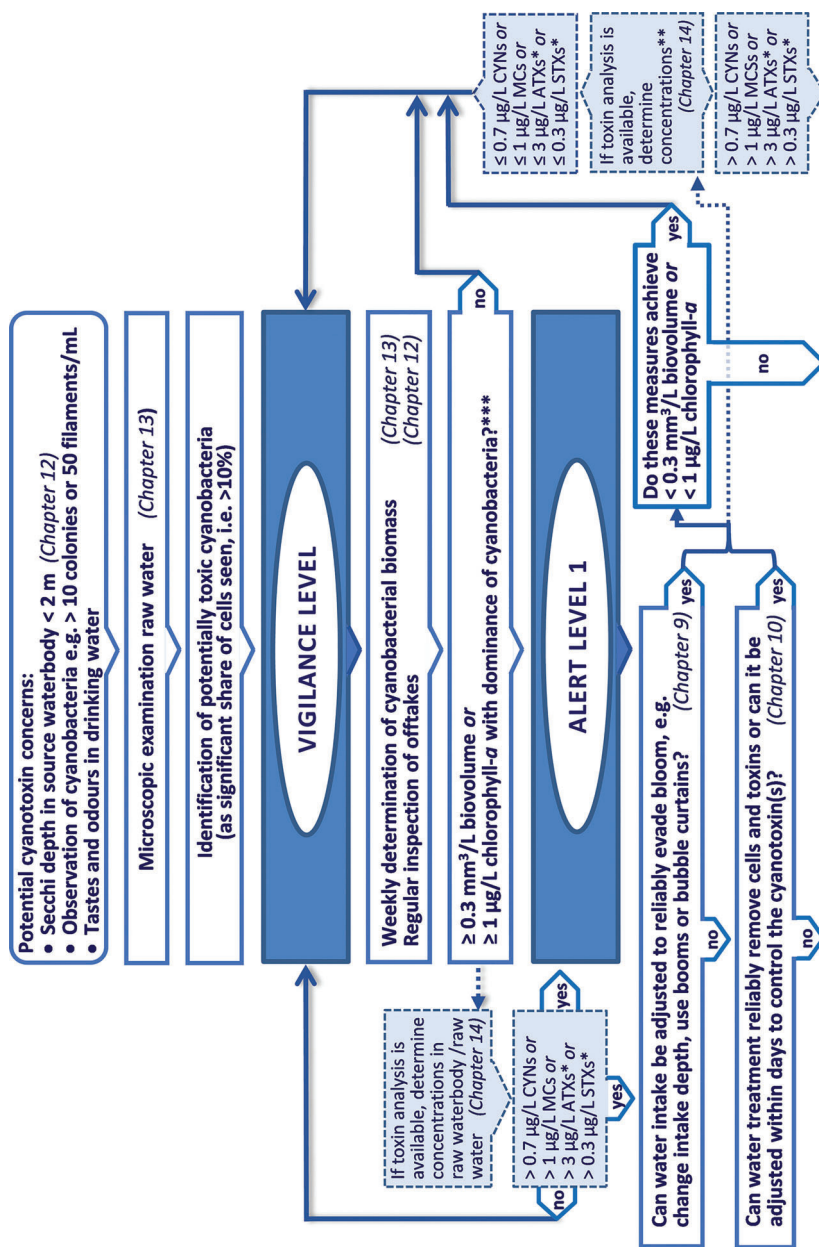 Potential cyanotoxin concerns:
• Secchi depth in source waterbody < 2 m (Chapter 12)
• Observation of cyanobacteria e.g. > 10 colonies or 50 filaments/mL
• Tastes and odours in drinking water
Microscopic examination raw water (Chapter 13)
Identification of potentially toxic cyanobacteria
(as significant share of cells seen, i.e. >10%)
VIGILANCE LEVEL
Weekly determination of cyanobacterial biomass (Chapter 13)
Regular inspection of offtakes (Chapter 12)
≥ 0.3 mm³/L biovolume or
≥ 1 µg/L chlorophyll-a with dominance of cyanobacteria?***
no
If toxin analysis is
available, determine
concentrations in
raw waterbody /raw
water (Chapter 14)
> 0.7 µg/L CYNs or
> 1 µg/L MCs or
> 3 µg/L ATXs* or
> 0.3 µg/L STXs*
no
yes
yes
ALERT LEVEL 1
Can water intake be adjusted to reliably evade bloom, e.g.
change intake depth, use booms or bubble curtains? (Chapter 9)
yes
no
Can water treatment reliably remove cells and toxins or can it be
adjusted within days to control the cyanotoxin(s)? (Chapter 10)
yes
no
Do these measures achieve
< 0.3 mm³/L biovolume or
< 1 µg/L chlorophyll-a
yes
no
≤ 0.7 µg/L CYNs or
≤ 1 µg/L MCs or
≤ 3 µg/L ATXs* or
≤ 0.3 µg/L STXs*
If toxin analysis is
available,
determine
concentrations**
(Chapter 14)
> 0.7 µg/L CYNs or
> 1 µg/L MCSs or
> 3 µg/L ATXs* or
> 0.3 µg/L STXs*